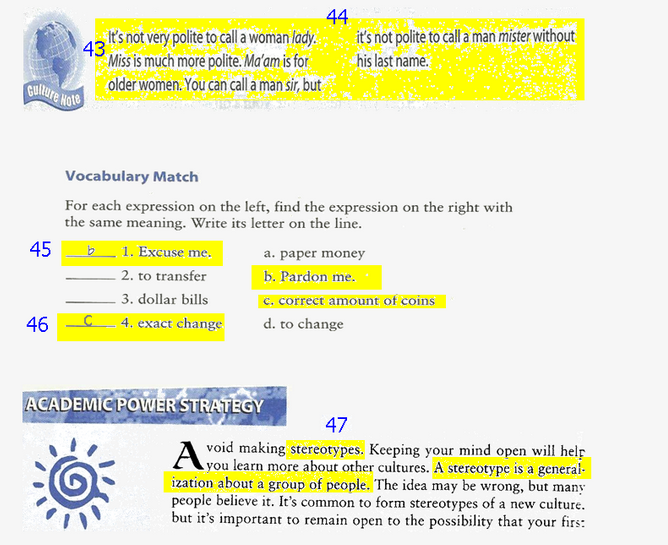 44
43
It's not very polite to call a woman lady.
Miss is much more polite. Ma'am is for
older women. You can call a man sir, but
it's not polite to call a man mister without
his last name.
Culture Note
Vocabulary Match
For each expression on the left, find the expression on the right with
the same meaning. Write its letter on the line.
45 b 1. Excuse me. a. paper money
______ 2. to transfer b. Pardon me.
______ 3. dollar bills c. correct amount of coins
46 C 4. exact change d. to change
ACADEMIC POWER STRATEGY
47
Avoid making stereotypes. Keeping your mind open will help
you learn more about other cultures. A stereotype is a general-
ization about a group of people. The idea may be wrong, but many
people believe it. It's common to form stereotypes of a new culture.
but it's important to remain open to the possibility that your first